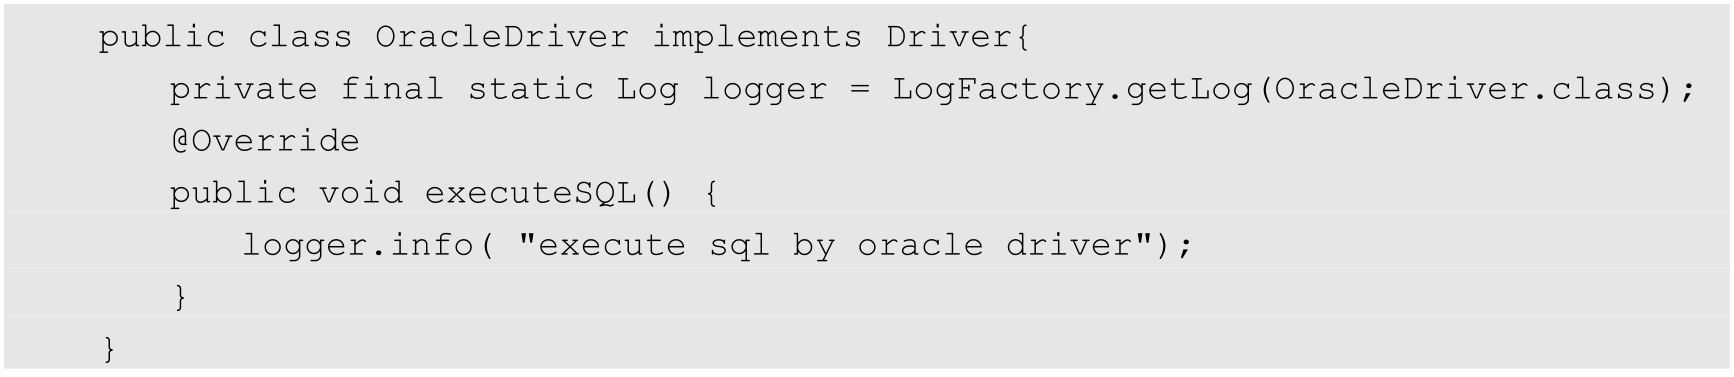 public class OracleDriver implements Driver{
private final static Log logger = LogFactory.getLog(OracleDriver.class);
@Override
public void executeSQL() {
logger.info( "execute sql by oracle driver");
}
}